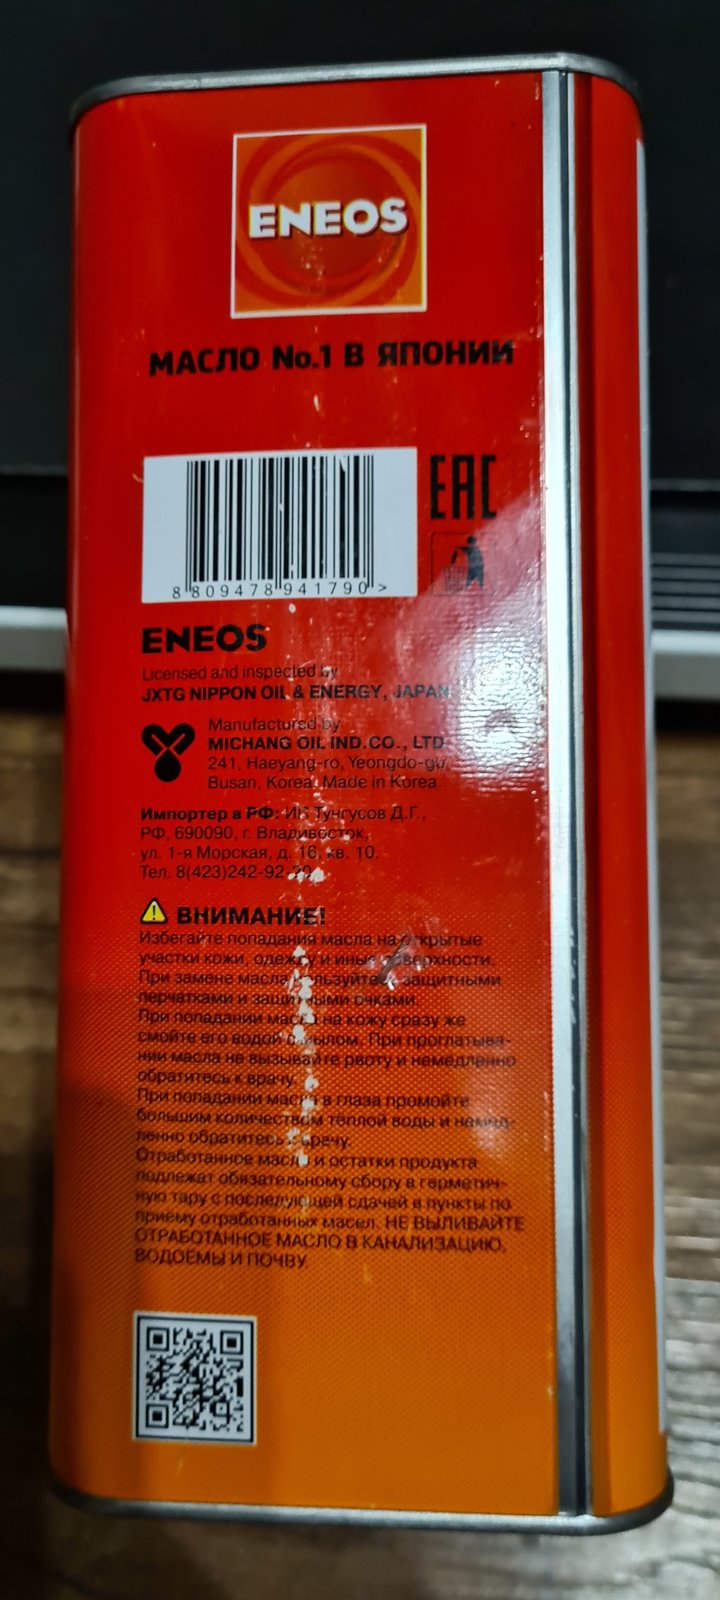 ENEOS
МАСЛО No.1 В ЯПОНИИ
EAC
8 809478 941790 >
ENEOS
Licensed and inspected by
JXTG NIPPON OIL & ENERGY, JAPAN
Manufactured by
MICHANG OIL IND.CO., LTD
241, Haeyang-ro, Yeongdo-gu,
Busan, Korea. Made in Korea.
Импортер в РФ: ИП Тунгусов Д.Г.,
РФ, 690090, г. Владивосток,
ул. 1-я Морская, д. 16, кв. 10.
Тел. 8(423)242-92-
ВНИМАНИЕ!
Избегайте попадания масла на открытые
участки кожи, одежду и иные поверхности.
При замене масла пользуйтесь защитными
перчатками и защитными очками.
При попадании масла на кожу сразу же
смойте его водой с мылом. При проглатыва-
нии масла не вызывайте рвоту и немедленно
обратитесь к врачу.
При попадании масла в глаза промойте
большим количеством тёплой воды и немед-
ленно обратитесь к врачу.
Отработанное масло и остатки продукта
подлежат обязательному сбору в герметич-
ную тару с последующей сдачей в пункты по
приему отработанных масел. НЕ ВЫЛИВАЙТЕ
ОТРАБОТАННОЕ МАСЛО В КАНАЛИЗАЦИЮ,
ВОДОЕМЫ И ПОЧВУ.